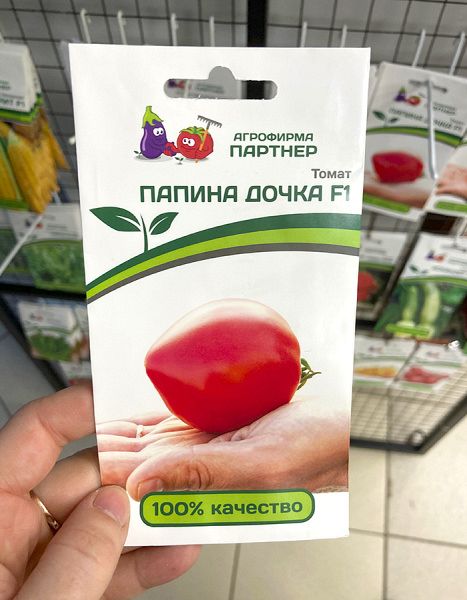 АГРОФИРМА
ПАРТНЕР
Томат
ПАПИНА ДОЧКА F1
100% качество